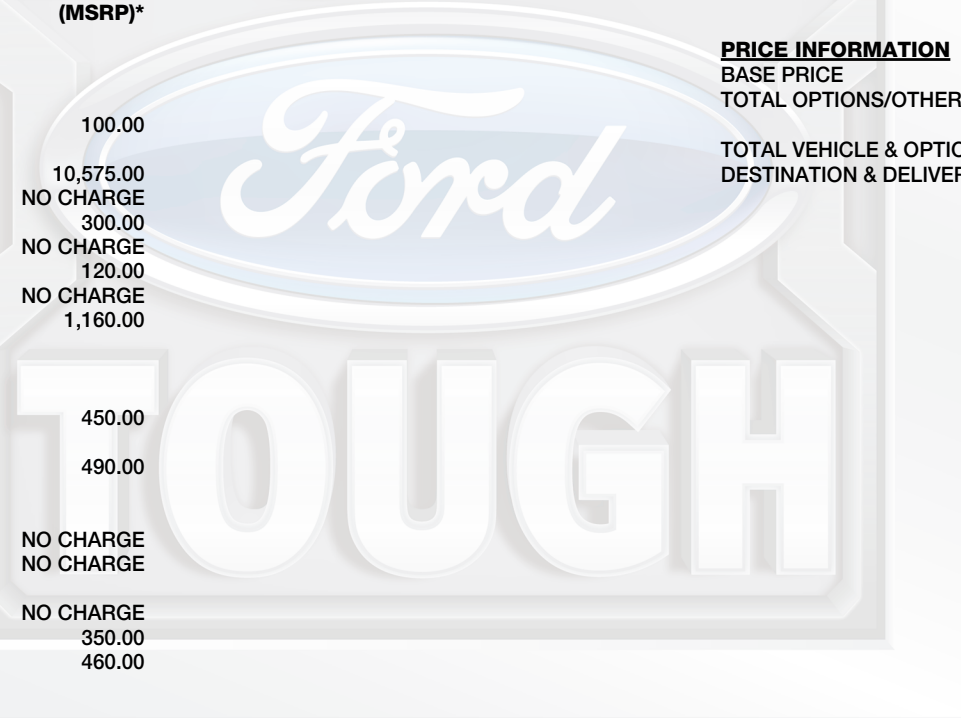 (MSRP)*
100.00
10,575.00
NO CHARGE
300.00
NO CHARGE
120.00
NO CHARGE
1,160.00
450.00
490.00
NO CHARGE
NO CHARGE
NO CHARGE
350.00
460.00
PRICE INFORMATION
BASE PRICE
TOTAL OPTIONS/OTHER
TOTAL VEHICLE & OPTIO
DESTINATION & DELIVER
Ford
TOUGH